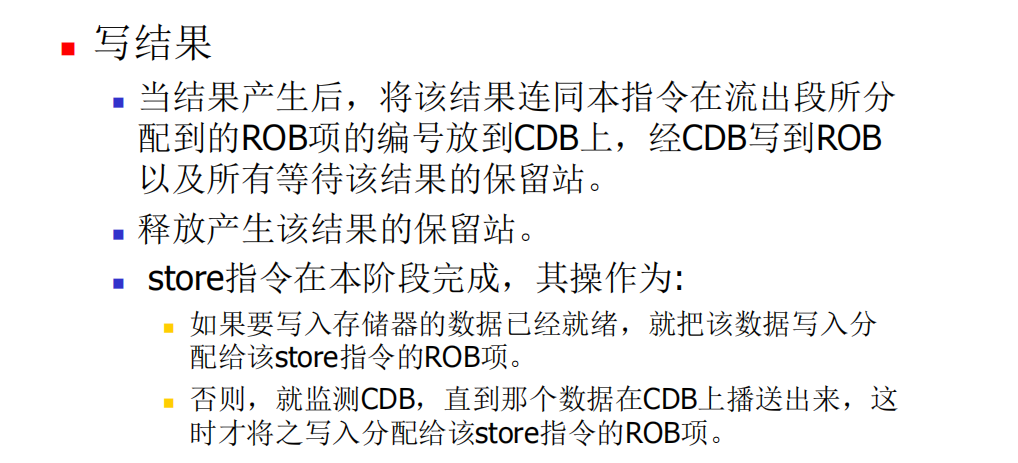 写结果
当结果产生后，将该结果连同本指令在流出段所分
配到的ROB项的编号放到CDB上，经CDB写到ROB
以及所有等待该结果的保留站。
释放产生该结果的保留站。
store指令在本阶段完成，其操作为:
如果要写入存储器的数据已经就绪，就把该数据写入分
配给该store指令的ROB项。
否则，就监测CDB，直到那个数据在CDB上播送出来，这
时才将之写入分配给该store指令的ROB项。